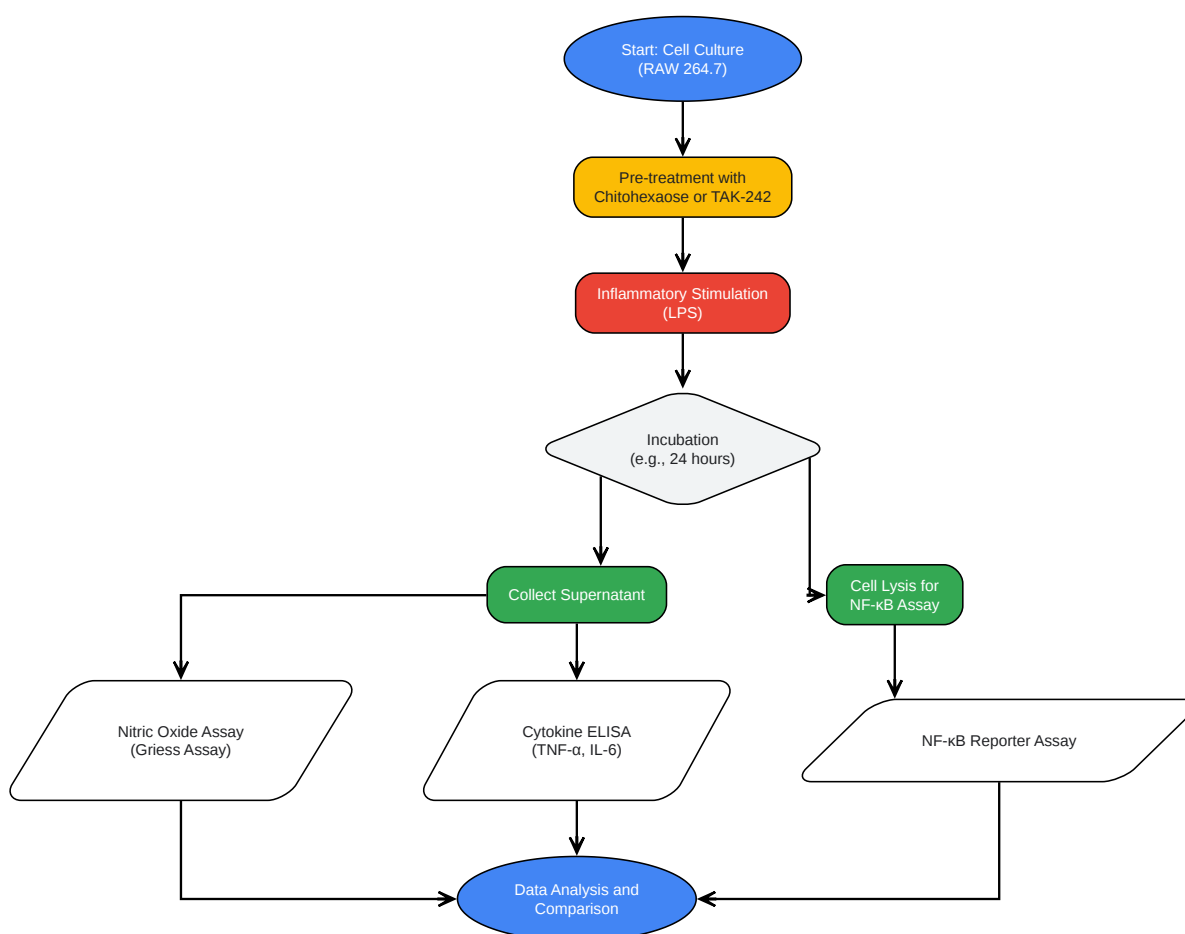 Start: Cell Culture
(RAW 264.7)
Pre-treatment with
Chitohexaose or TAK-242
Inflammatory Stimulation
(LPS)
Incubation
(e.g., 24 hours)
Collect Supernatant
Cell Lysis for
NF-κB Assay
Nitric Oxide Assay
(Griess Assay)
Cytokine ELISA
(TNF-α, IL-6)
NF-κB Reporter Assay
Data Analysis and
Comparison